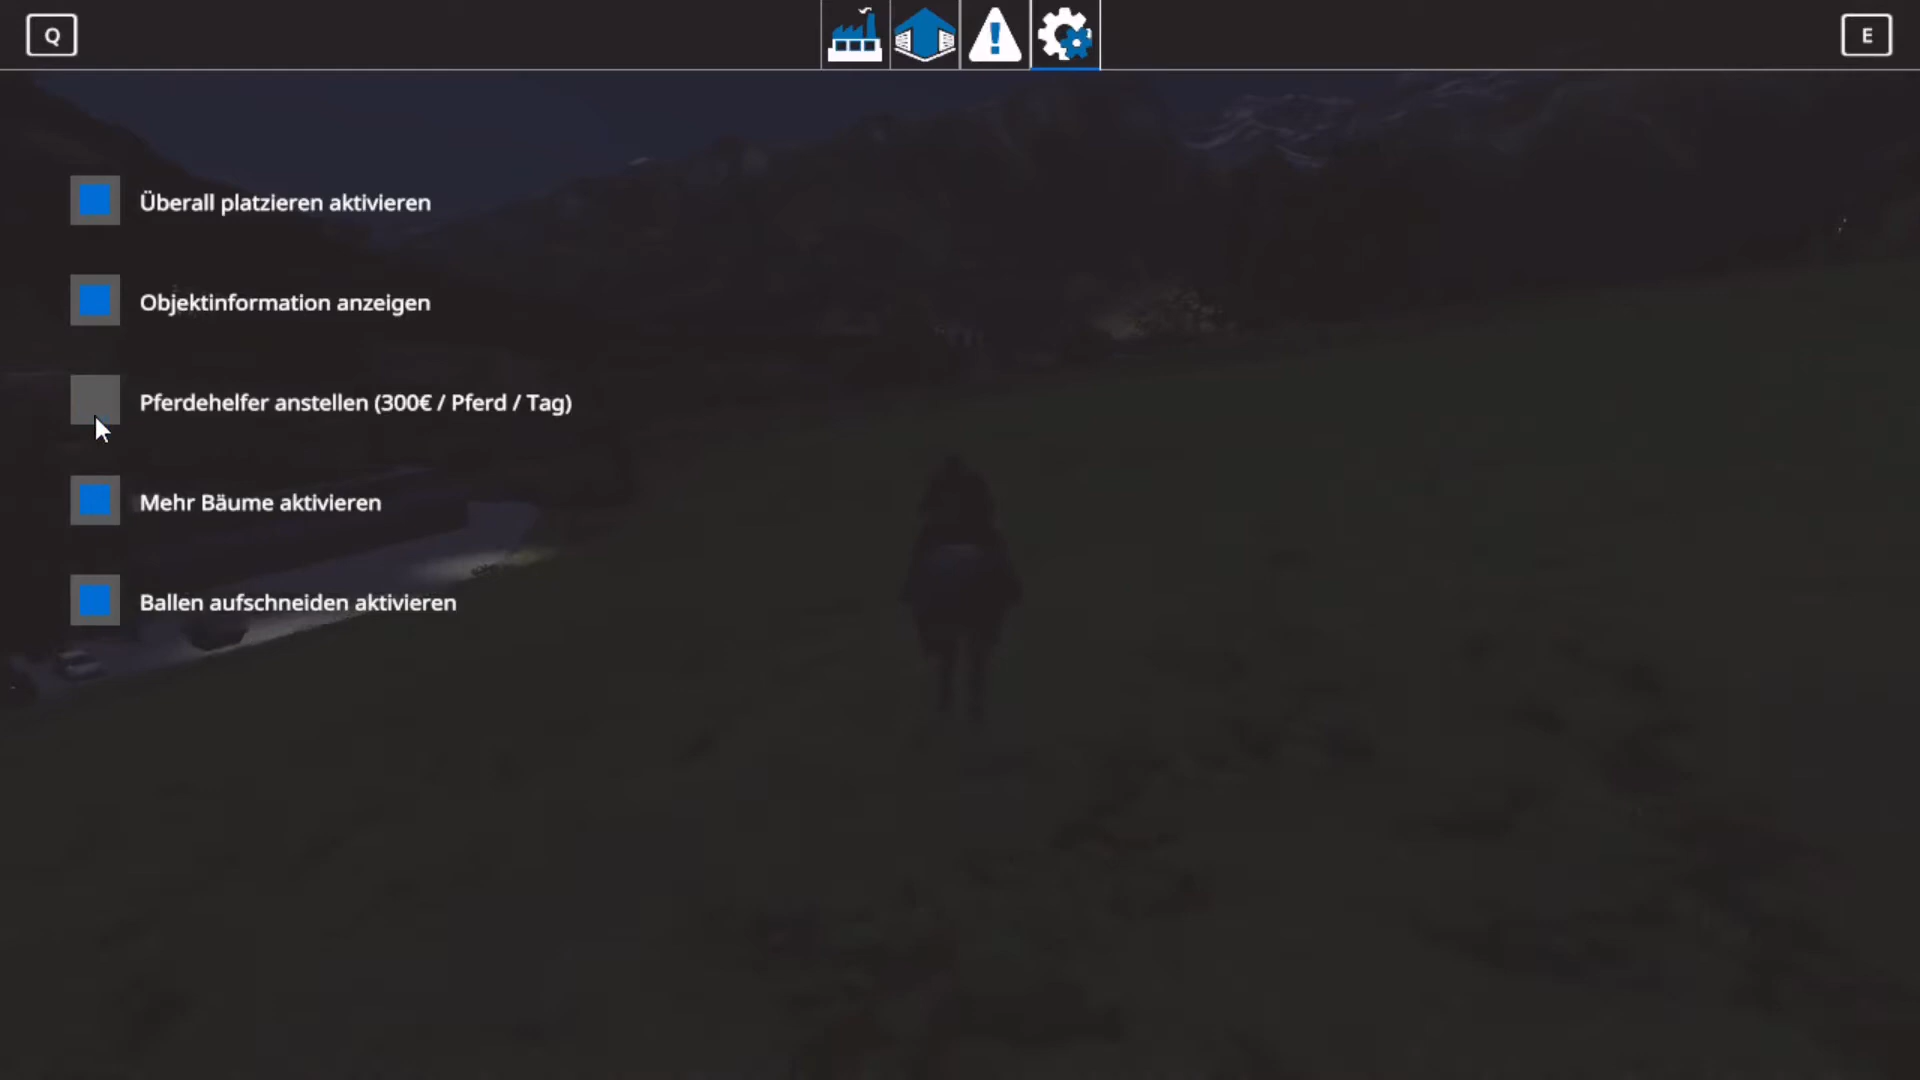 Q
E
Überall platzieren aktivieren
Objektinformation anzeigen
Pferdehelfer anstellen (300€ / Pferd / Tag)
Mehr Bäume aktivieren
Ballen aufschneiden aktivieren